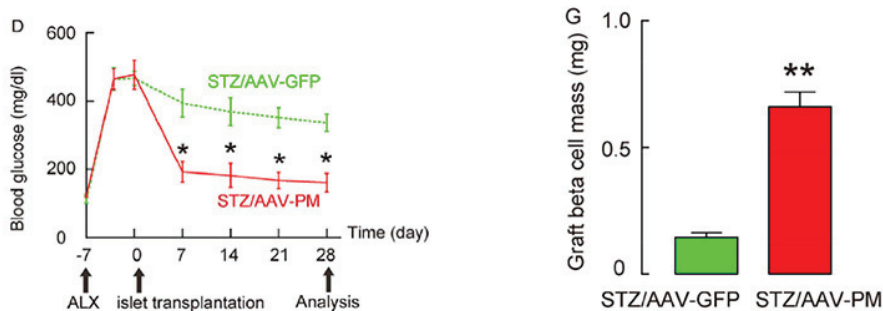 D
Blood glucose (mg/dl)
600
400
200
0
STZ/AAV-GFP
* * * *
STZ/AAV-PM
-7 0 7 14 21 28
Time (day)
ALX islet transplantation Analysis
G
Graft beta cell mass (mg)
1.0
0.5
0
**
STZ/AAV-GFP STZ/AAV-PM